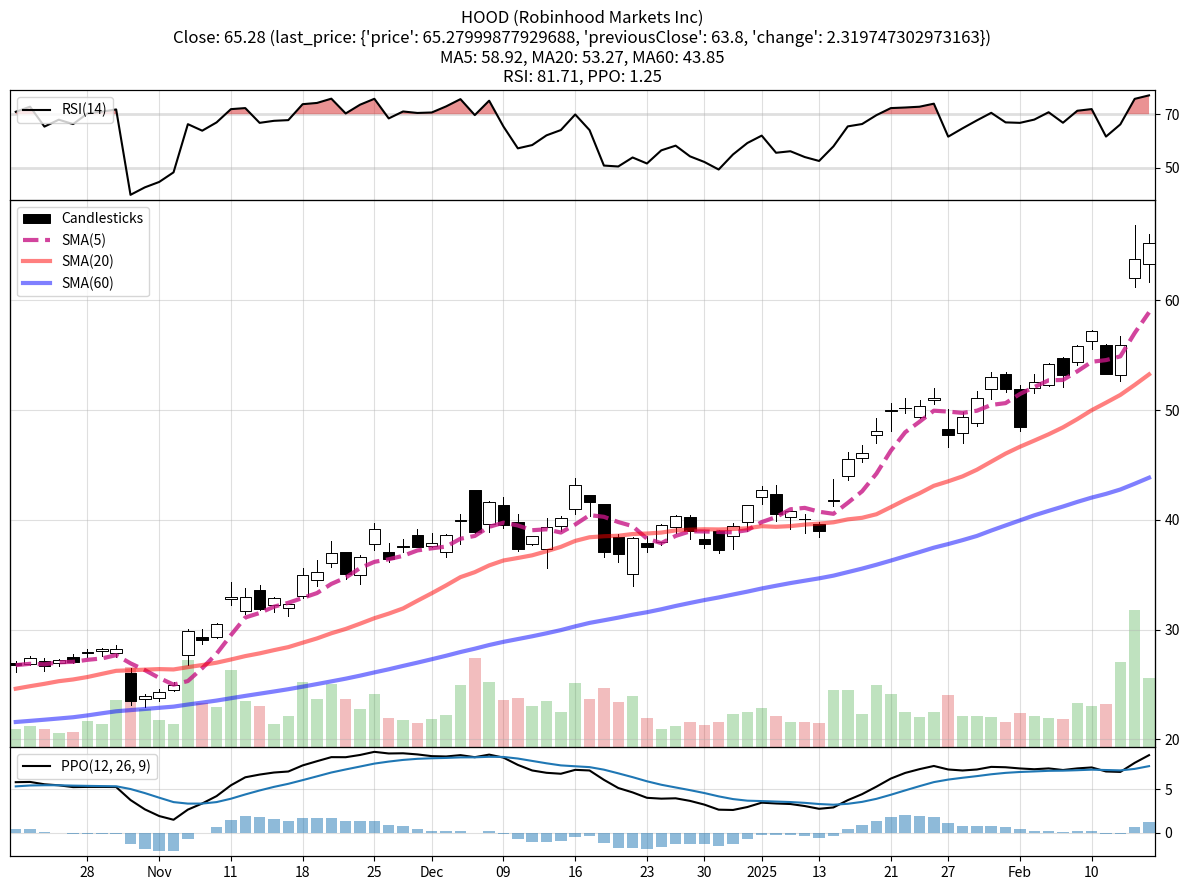 HOOD (Robinhood Markets Inc)
Close: 65.28 (last_price: {'price': 65.27999877929688, 'previousClose': 63.8, 'change': 2.319747302973163})
MA5: 58.92, MA20: 53.27, MA60: 43.85
RSI: 81.71, PPO: 1.25
RSI(14)
70
50
Candlesticks
SMA(5)
SMA(20)
SMA(60)
60
50
40
30
20
PPO(12, 26, 9)
5
0
28 Nov 11 18 25 Dec 09 16 23 30 2025 13 21 27 Feb 10